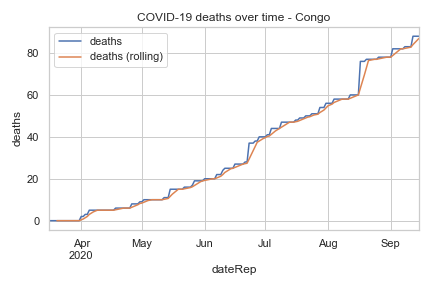 COVID-19 deaths over time - Congo
deaths
deaths (rolling)
deaths
80
60
40
20
0
Apr May Jun Jul Aug Sep
2020
dateRep